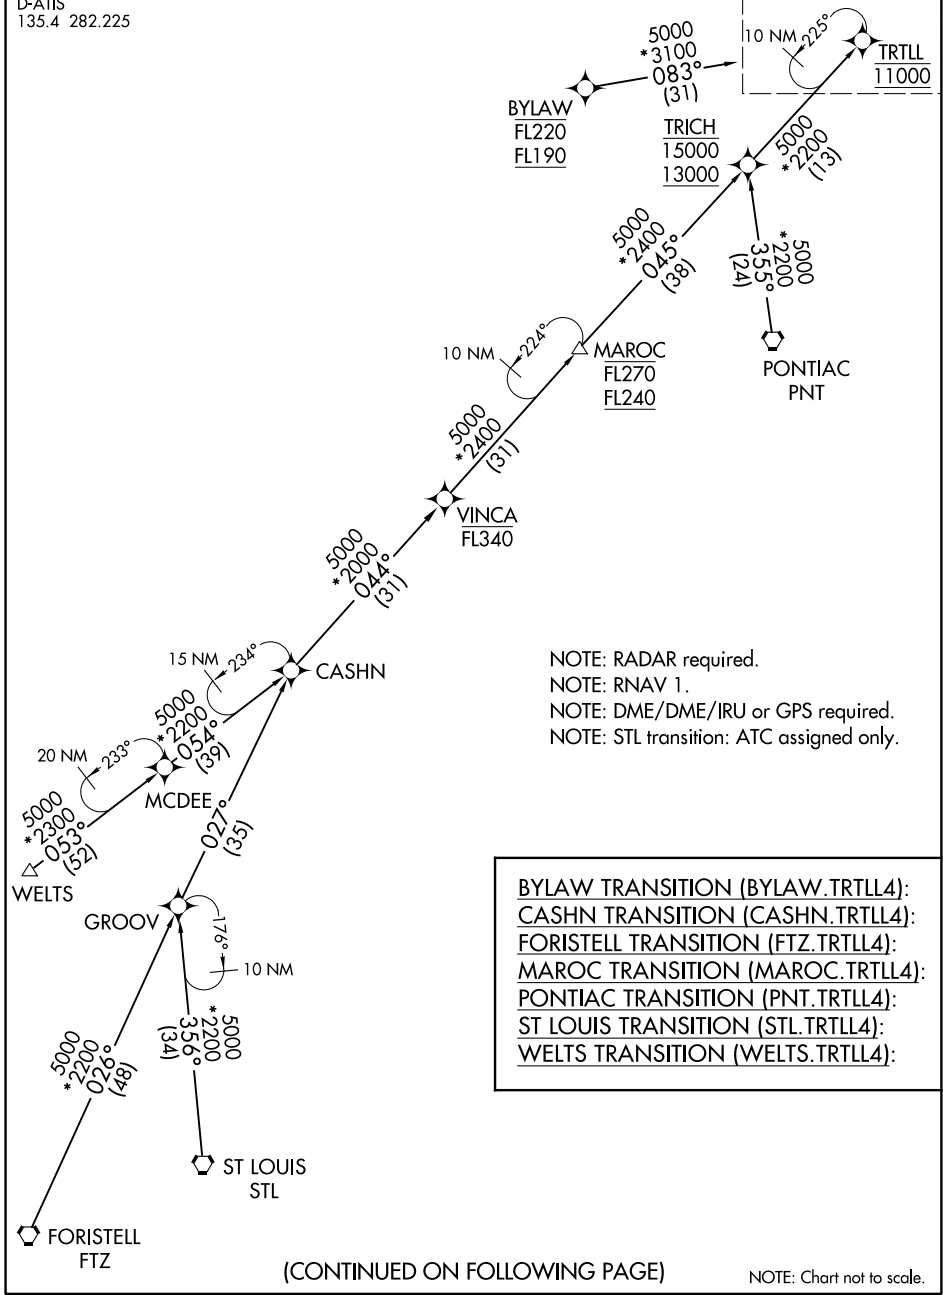 D-ATIS
135.4 282.225
5000
*3100
083°
(31)
BYLAW
FL220
FL190
10 NM
225°
TRTLL
11000
TRICH
15000
13000
5000
*2200
(13)
5000
*2400
045°
(38)
5000
*2200
355°
(24)
PONTIAC
PNT
10 NM
224°
MAROC
FL270
FL240
5000
*2400
(31)
VINCA
FL340
5000
*2000
044°
(31)
15 NM
234°
CASHN
5000
*2200
054°
(39)
20 NM
233°
MCDEE
5000
*2300
053°
(52)
WELTS
027°
(35)
GROOV
176°
10 NM
5000
*2200
026°
(48)
5000
*2200
356°
(34)
ST LOUIS
STL
FORISTELL
FTZ
NOTE: RADAR required.
NOTE: RNAV 1.
NOTE: DME/DME/IRU or GPS required.
NOTE: STL transition: ATC assigned only.
BYLAW TRANSITION (BYLAW.TRTLL4):
CASHN TRANSITION (CASHN.TRTLL4):
FORISTELL TRANSITION (FTZ.TRTLL4):
MAROC TRANSITION (MAROC.TRTLL4):
PONTIAC TRANSITION (PNT.TRTLL4):
ST LOUIS TRANSITION (STL.TRTLL4):
WELTS TRANSITION (WELTS.TRTLL4):
(CONTINUED ON FOLLOWING PAGE)
NOTE: Chart not to scale.